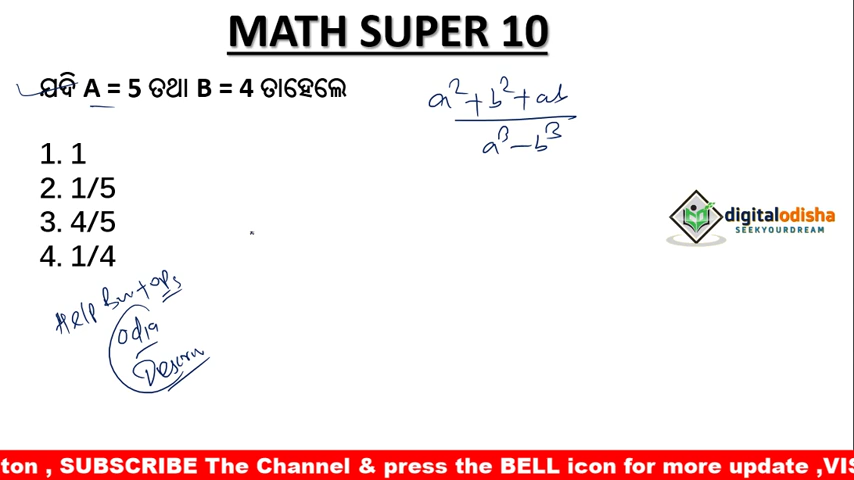 MATH SUPER 10
ଯଦି A = 5 ତଥା B = 4 ତାହେଲେ
a² + b² + ab
a³ − b³
1. 1
2. 1/5
3. 4/5
4. 1/4
digitalodisha
SEEKYOURDREAM
Help
odia
ton , SUBSCRIBE The Channel & press the BELL icon for more update ,VIS